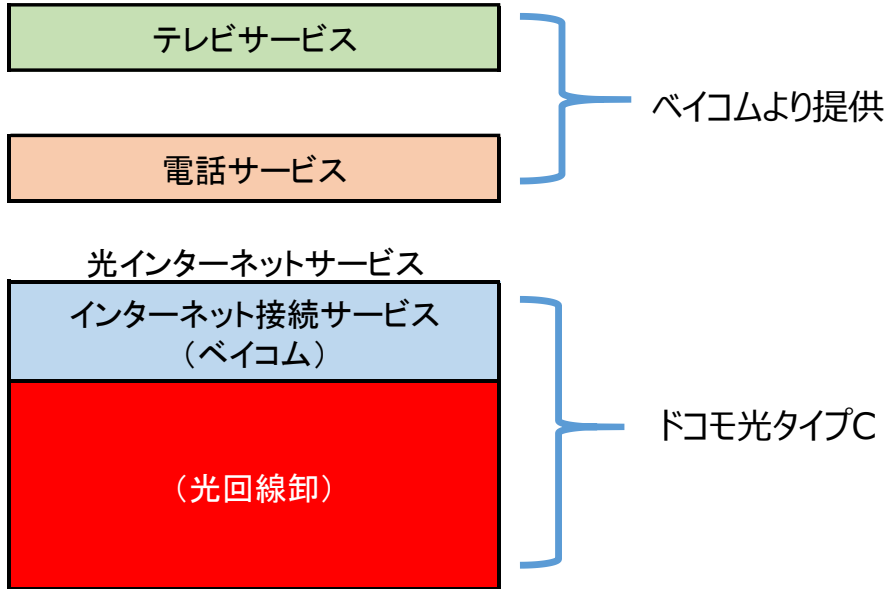 テレビサービス
ベイコムより提供
電話サービス
光インターネットサービス
インターネット接続サービス
（ベイコム）
ドコモ光タイプC
（光回線卸）